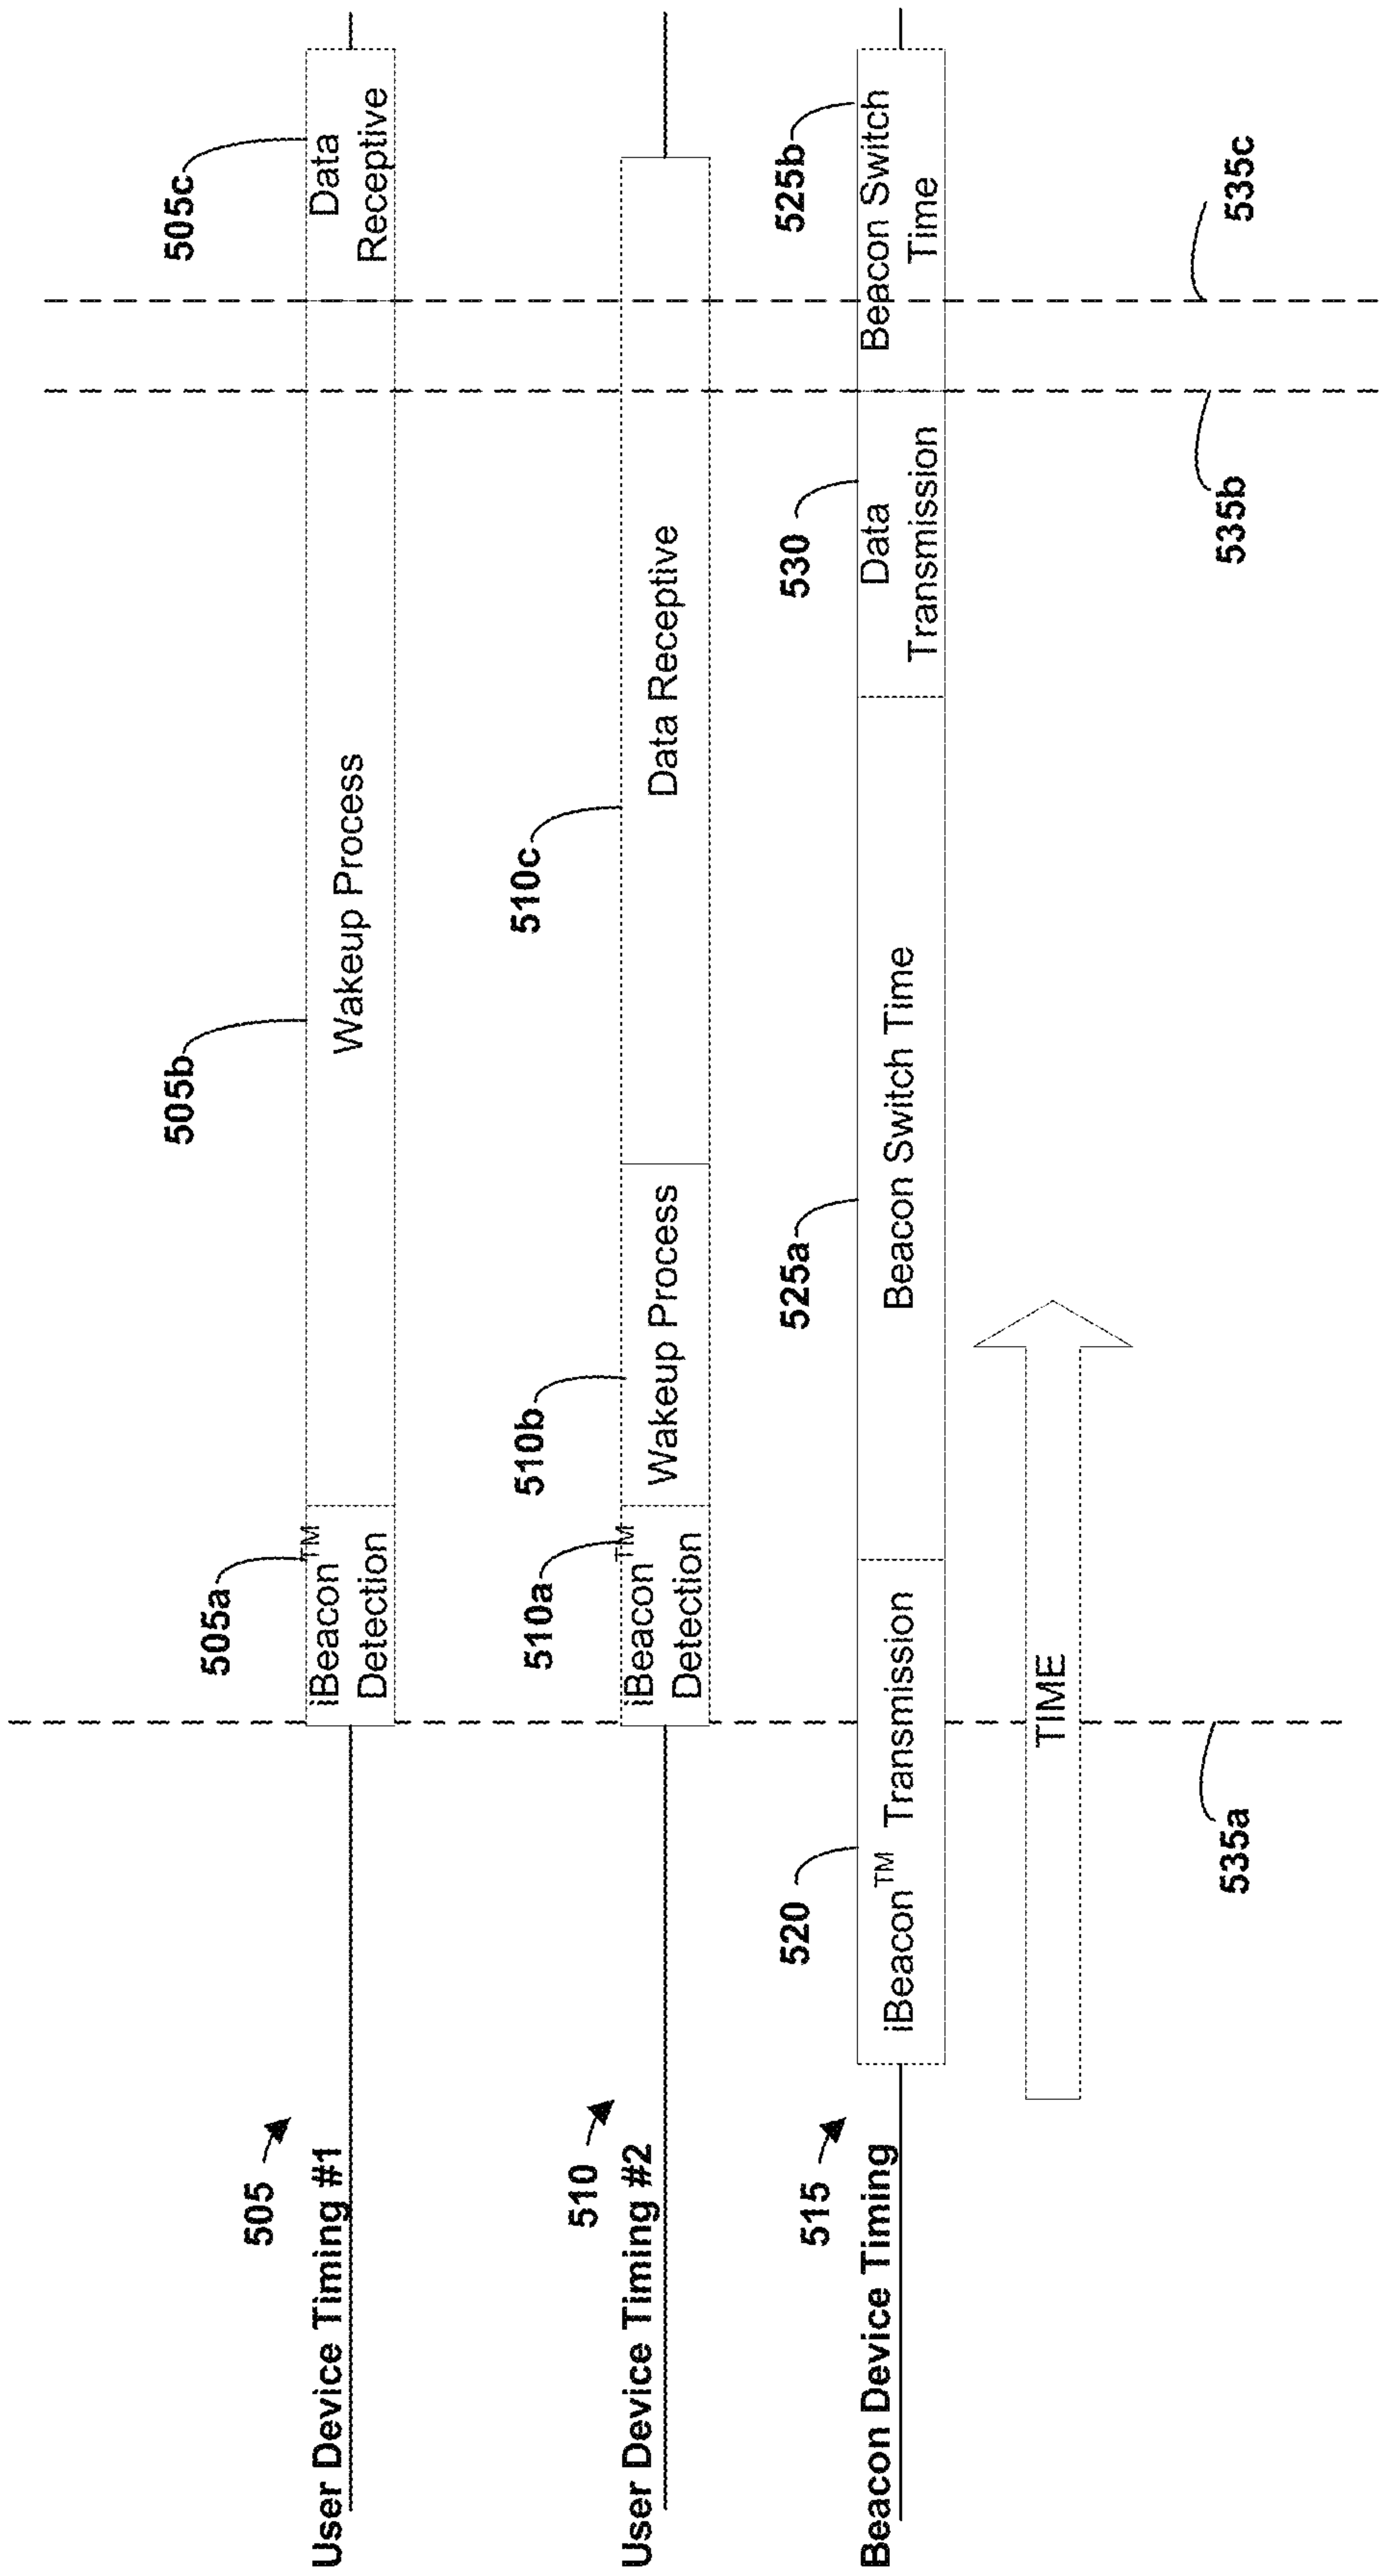 505
User Device Timing #1
505a
iBeacon™
Detection
505b
Wakeup Process
505c
Data
Receptive
510
User Device Timing #2
510a
iBeacon™
Detection
510b
Wakeup Process
510c
Data Receptive
515
Beacon Device Timing
520
iBeacon™ Transmission
525a
Beacon Switch Time
530
Data
Transmission
525b
Beacon Switch
Time
TIME
535a
535b
535c